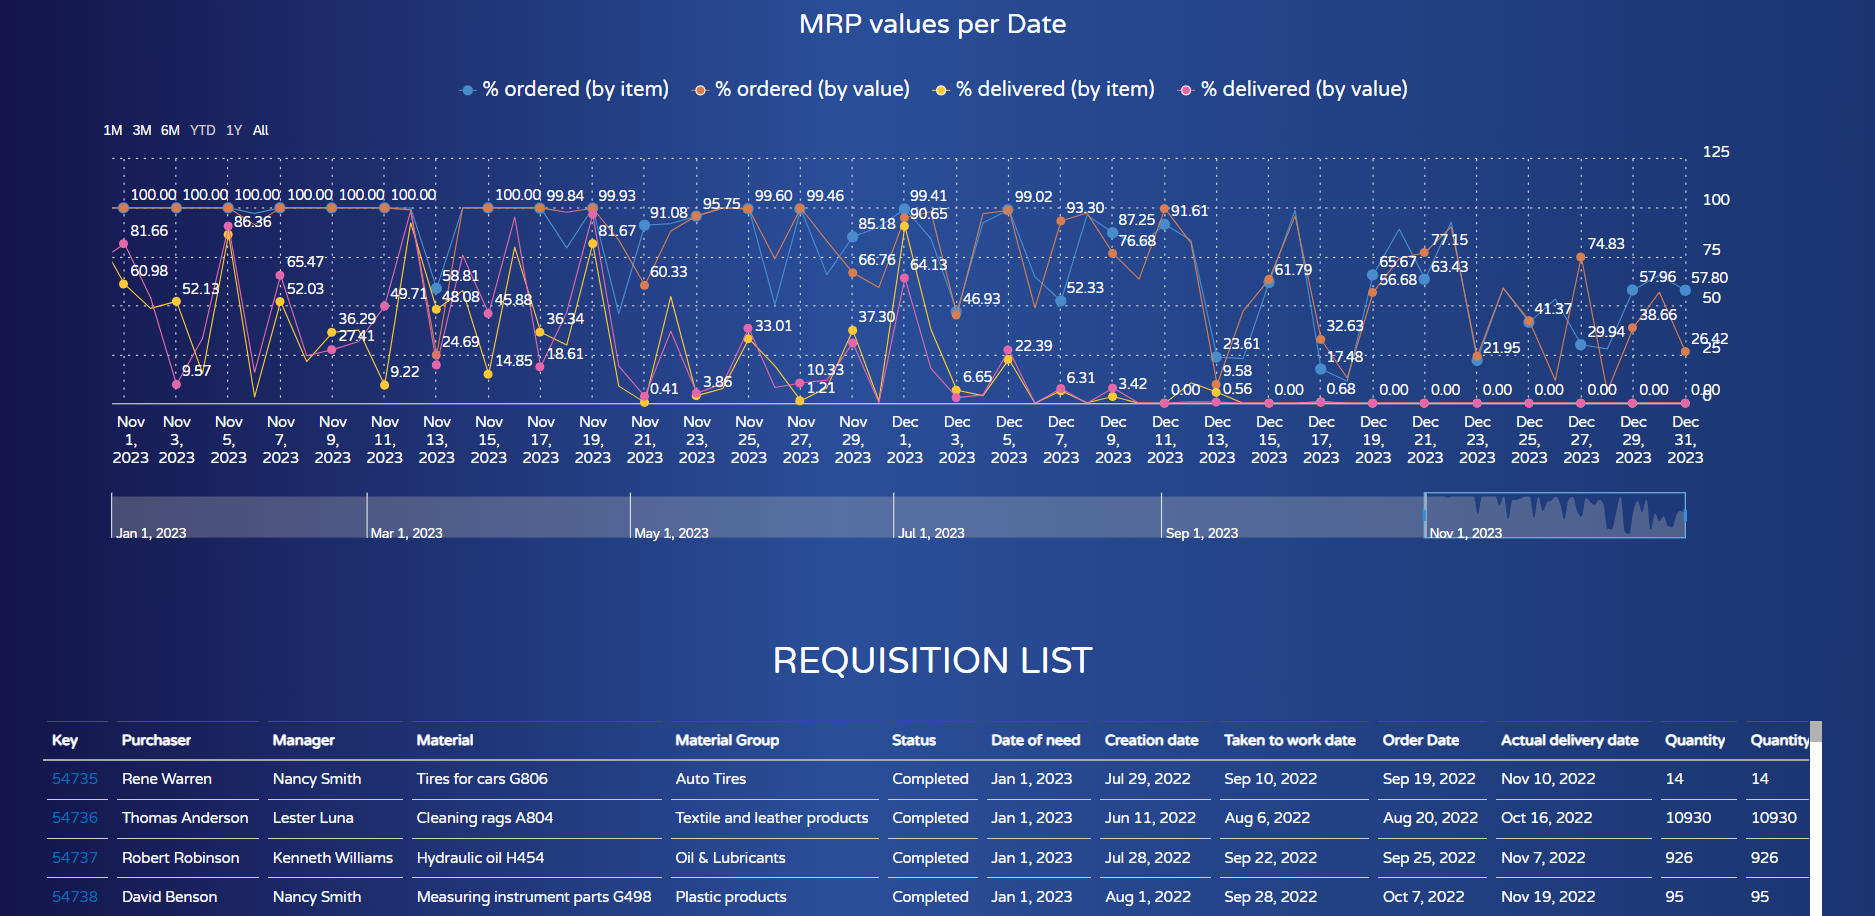 MRP values per Date
% ordered (by item) % ordered (by value) % delivered (by item) % delivered (by value)
1M 3M 6M YTD 1Y All
125
100
75
50
25
0
100.00 100.00 100.00 100.00 100.00 100.00 100.00 99.84 99.93 91.08 95.75 99.60 99.46 85.18 99.41 46.93 99.02 52.33 87.25 91.61 23.61 61.79 17.48 65.67 63.43 21.95 41.37 29.94 57.96 57.80
58.81 24.69 60.33 66.76 90.65 93.30 76.68 9.58 32.63 56.68 77.15 74.83 38.66 26.42
60.98 52.13 86.36 52.03 36.29 9.22 48.08 14.85 36.34 81.67 0.41 3.86 33.01 1.21 37.30 64.13 6.65 22.39 6.31 3.42 0.00 0.56 0.00 0.68 0.00 0.00 0.00 0.00 0.00 0.00 0.00
81.66 9.57 65.47 27.41 49.71 45.88 18.61 10.33
Nov 1, 2023 Nov 3, 2023 Nov 5, 2023 Nov 7, 2023 Nov 9, 2023 Nov 11, 2023 Nov 13, 2023 Nov 15, 2023 Nov 17, 2023 Nov 19, 2023 Nov 21, 2023 Nov 23, 2023 Nov 25, 2023 Nov 27, 2023 Nov 29, 2023 Dec 1, 2023 Dec 3, 2023 Dec 5, 2023 Dec 7, 2023 Dec 9, 2023 Dec 11, 2023 Dec 13, 2023 Dec 15, 2023 Dec 17, 2023 Dec 19, 2023 Dec 21, 2023 Dec 23, 2023 Dec 25, 2023 Dec 27, 2023 Dec 29, 2023 Dec 31, 2023
Jan 1, 2023 Mar 1, 2023 May 1, 2023 Jul 1, 2023 Sep 1, 2023 Nov 1, 2023
REQUISITION LIST
Key Purchaser Manager Material Material Group Status Date of need Creation date Taken to work date Order Date Actual delivery date Quantity Quantity
54735 Rene Warren Nancy Smith Tires for cars G806 Auto Tires Completed Jan 1, 2023 Jul 29, 2022 Sep 10, 2022 Sep 19, 2022 Nov 10, 2022 14 14
54736 Thomas Anderson Lester Luna Cleaning rags A804 Textile and leather products Completed Jan 1, 2023 Jun 11, 2022 Aug 6, 2022 Aug 20, 2022 Oct 16, 2022 10930 10930
54737 Robert Robinson Kenneth Williams Hydraulic oil H454 Oil & Lubricants Completed Jan 1, 2023 Jul 28, 2022 Sep 22, 2022 Sep 25, 2022 Nov 7, 2022 926 926
54738 David Benson Nancy Smith Measuring instrument parts G498 Plastic products Completed Jan 1, 2023 Aug 1, 2022 Sep 28, 2022 Oct 7, 2022 Nov 19, 2022 95 95